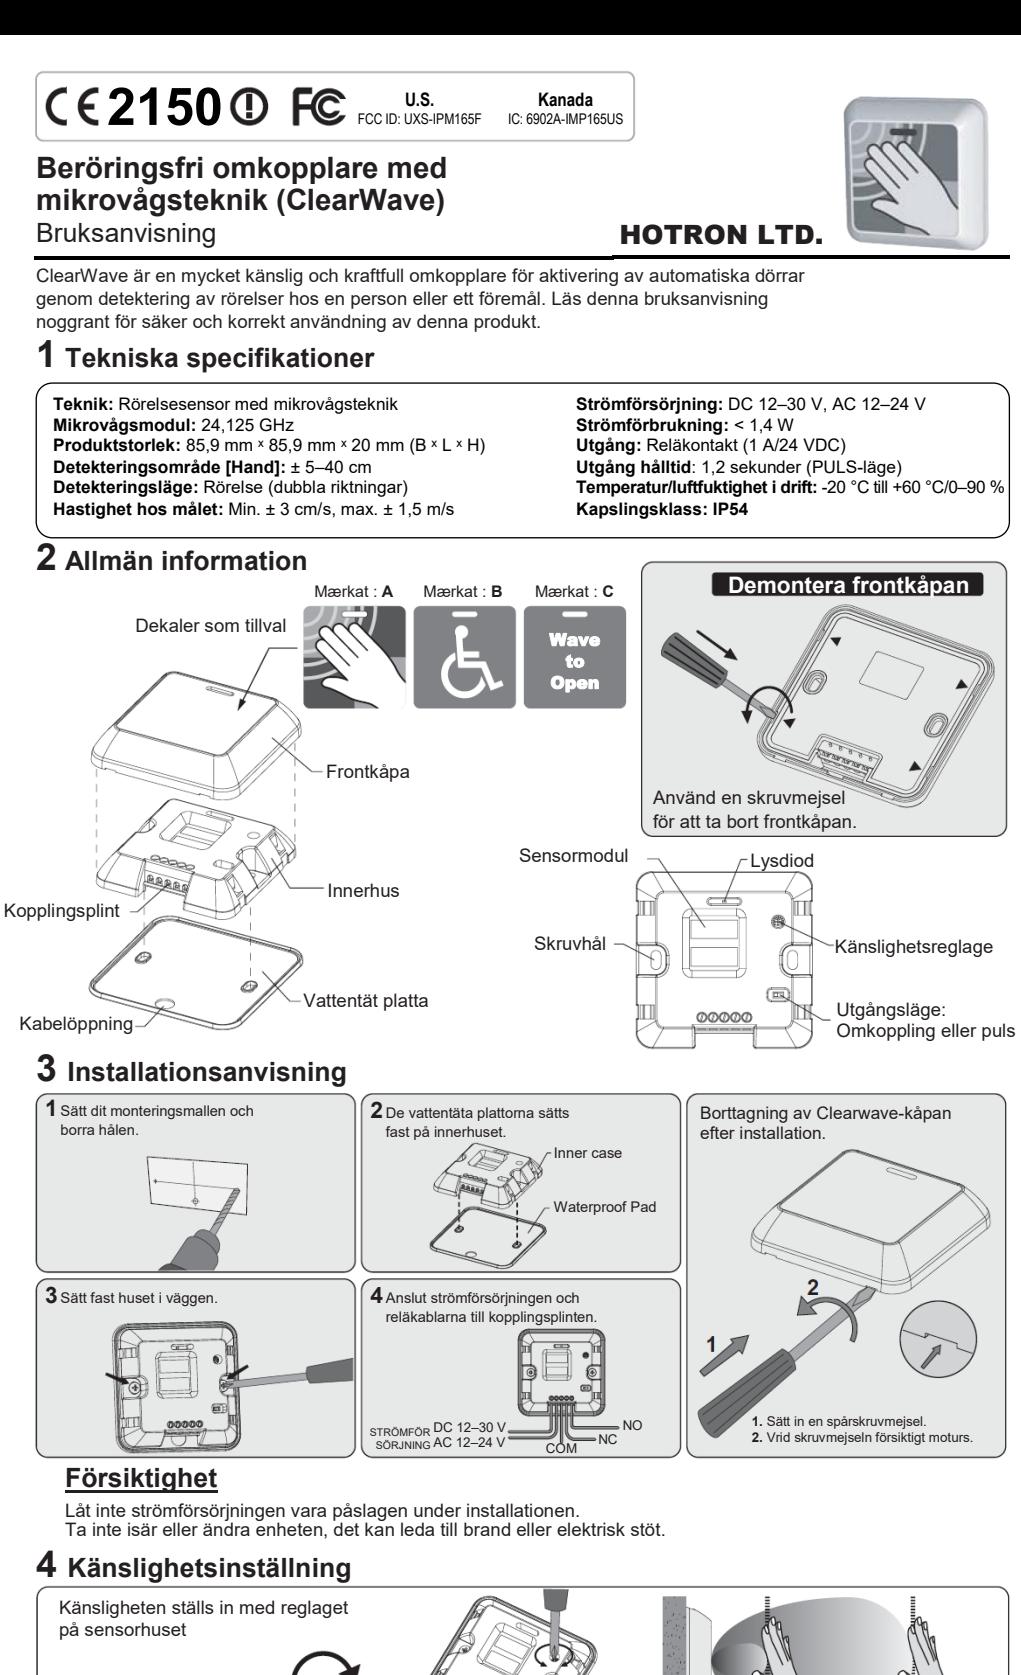 CE 2150 FC
U.S.
FCC ID: UXS-IPM165F
Kanada
IC: 6902A-IMP165US
Beröringsfri omkopplare med
mikrovågsteknik (ClearWave)
Bruksanvisning
HOTRON LTD.
ClearWave är en mycket känslig och kraftfull omkopplare för aktivering av automatiska dörrar
genom detektering av rörelser hos en person eller ett föremål. Läs denna bruksanvisning
noggrant för säker och korrekt användning av denna produkt.
1 Tekniska specifikationer
Teknik: Rörelsesensor med mikrovågsteknik
Mikrovågsmodul: 24,125 GHz
Produktstorlek: 85,9 mm x 85,9 mm x 20 mm (B x L x H)
Detekteringsområde [Hand]: ± 5–40 cm
Detekteringsläge: Rörelse (dubbla riktningar)
Hastighet hos målet: Min. ± 3 cm/s, max. ± 1,5 m/s
Strömförsörjning: DC 12–30 V, AC 12–24 V
Strömförbrukning: < 1,4 W
Utgång: Reläkontakt (1 A/24 VDC)
Utgång hålltid: 1,2 sekunder (PULS-läge)
Temperatur/luftfuktighet i drift: -20 °C till +60 °C/0–90 %
Kapslingsklass: IP54
2 Allmän information
Mærkat : A
Mærkat : B
Mærkat : C
Dekaler som tillval
Wave
to
Open
Frontkåpa
Innerhus
Kopplingsplint
Vattentät platta
Kabelöppning
Demontera frontkåpan
Använd en skruvmejsel
för att ta bort frontkåpan.
Sensormodul
Lysdiod
Skruvhål
Känslighetsreglage
Utgångsläge:
Omkoppling eller puls
3 Installationsanvisning
1 Sätt dit monteringsmallen och
borra hålen.
2 De vattentäta plattorna sätts
fast på innerhuset.
Inner case
Waterproof Pad
3 Sätt fast huset i väggen.
4 Anslut strömförsörjningen och
reläkablarna till kopplingsplinten.
STRÖMFÖR
SÖRJNING
DC 12–30 V
AC 12–24 V
COM
NC
NO
Borttagning av Clearwave-kåpan
efter installation.
2
1
1. Sätt in en spårskruvmejsel.
2. Vrid skruvmejseln försiktigt moturs.
Försiktighet
Låt inte strömförsörjningen vara påslagen under installationen.
Ta inte isär eller ändra enheten, det kan leda till brand eller elektrisk stöt.
4 Känslighetsinställning
Känsligheten ställs in med reglaget
på sensorhuset